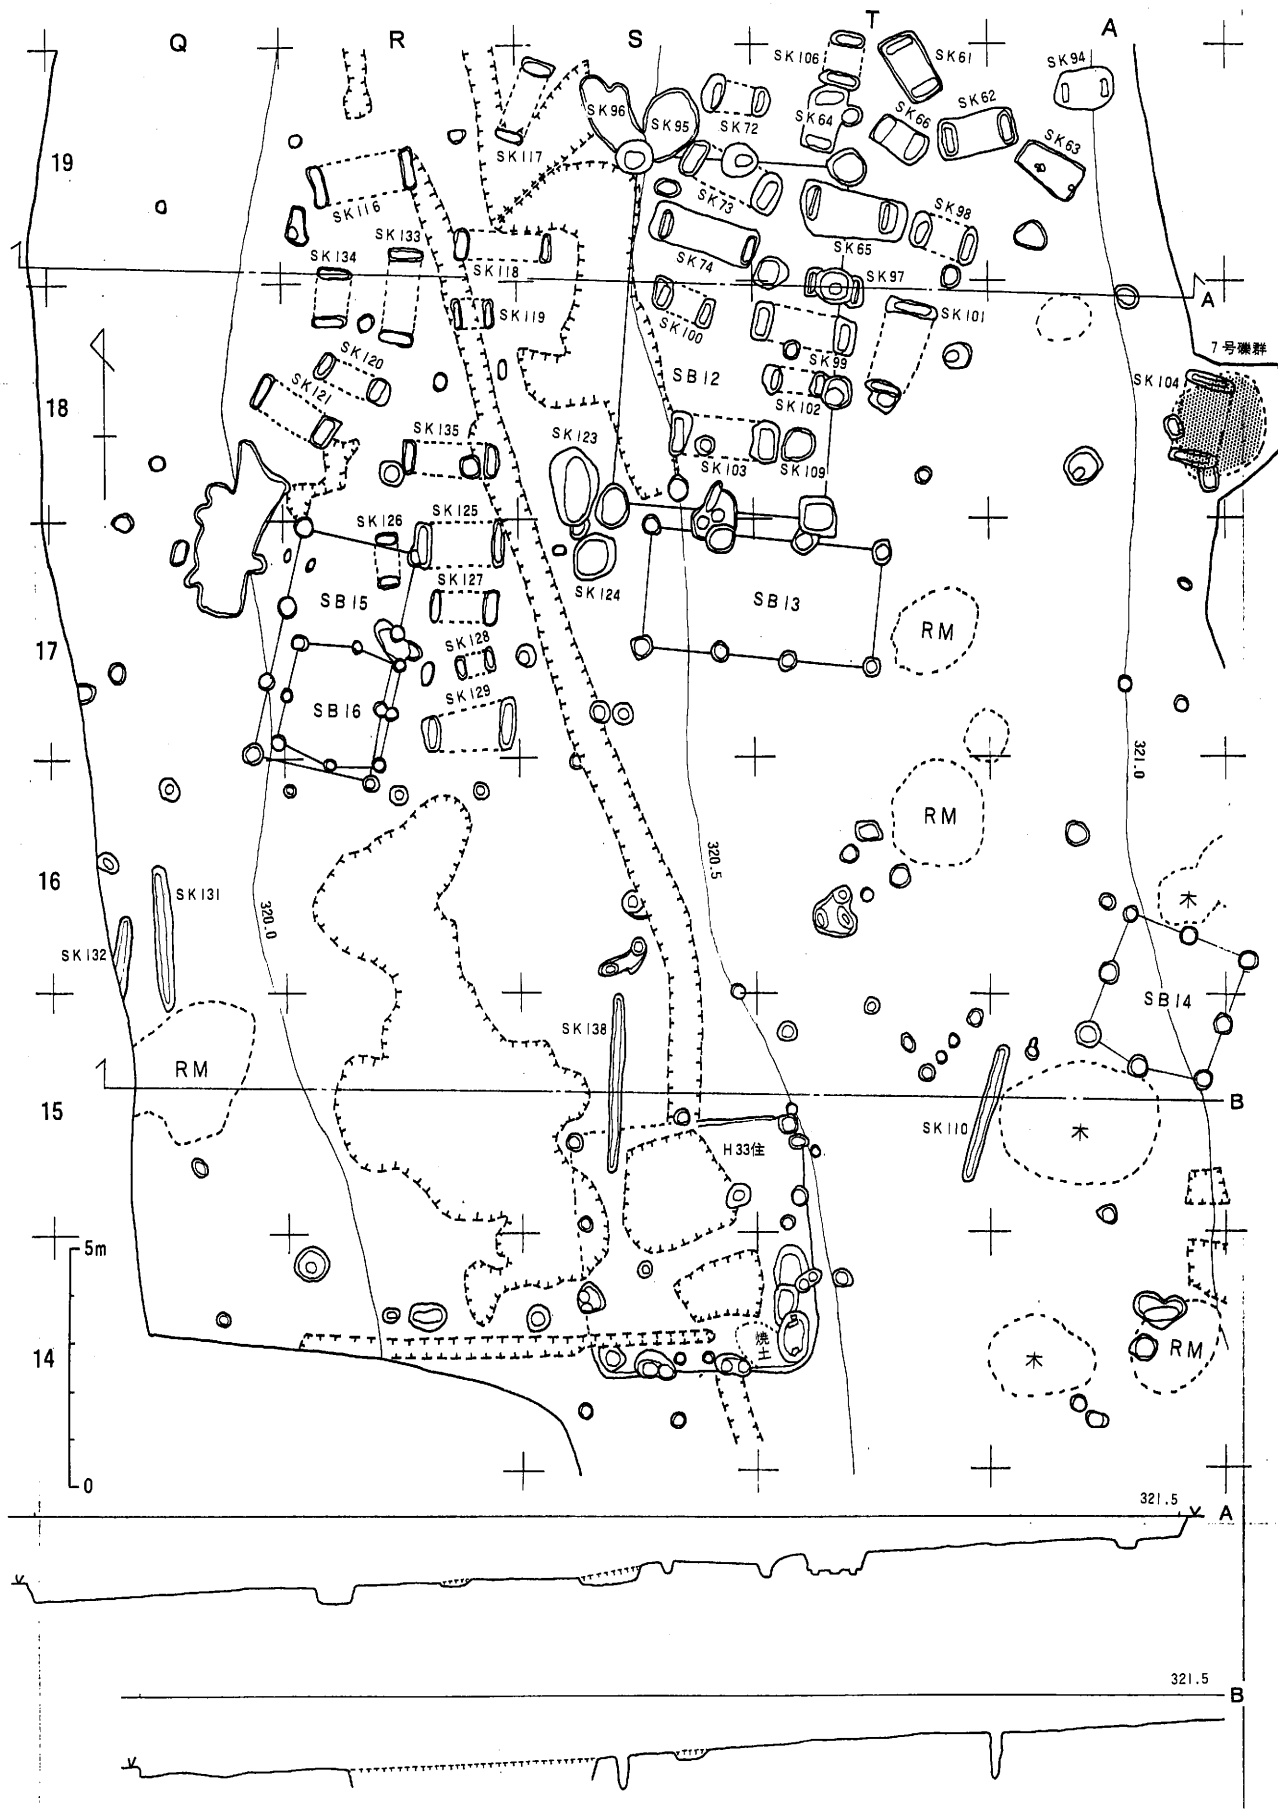 Q
R
S
T
A
SK106
SK61
SK94
SK96
SK95
SK72
SK64
SK66
SK62
SK117
SK63
19
SK73
SK98
SK116
SK133
SK65
SK134
SK118
SK74
SK97
A
SK119
SK100
SK101
7号礫群
SK120
SK99
SB12
SK104
SK121
SK102
18
SK135
SK123
SK103
SK109
SK126
SK125
SK127
SK124
SB15
SB13
RM
17
SK128
SK129
SB16
321.0
RM
320.5
16
SK131
木
320.0
SK132
SB14
SK138
RM
B
15
SK110
木
H33住
5m
焼土
14
木
RM
0
321.5
A
321.5
B